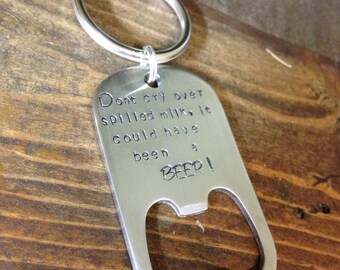 Dont cry over
spilled milk, it
could have
been a
BEER!